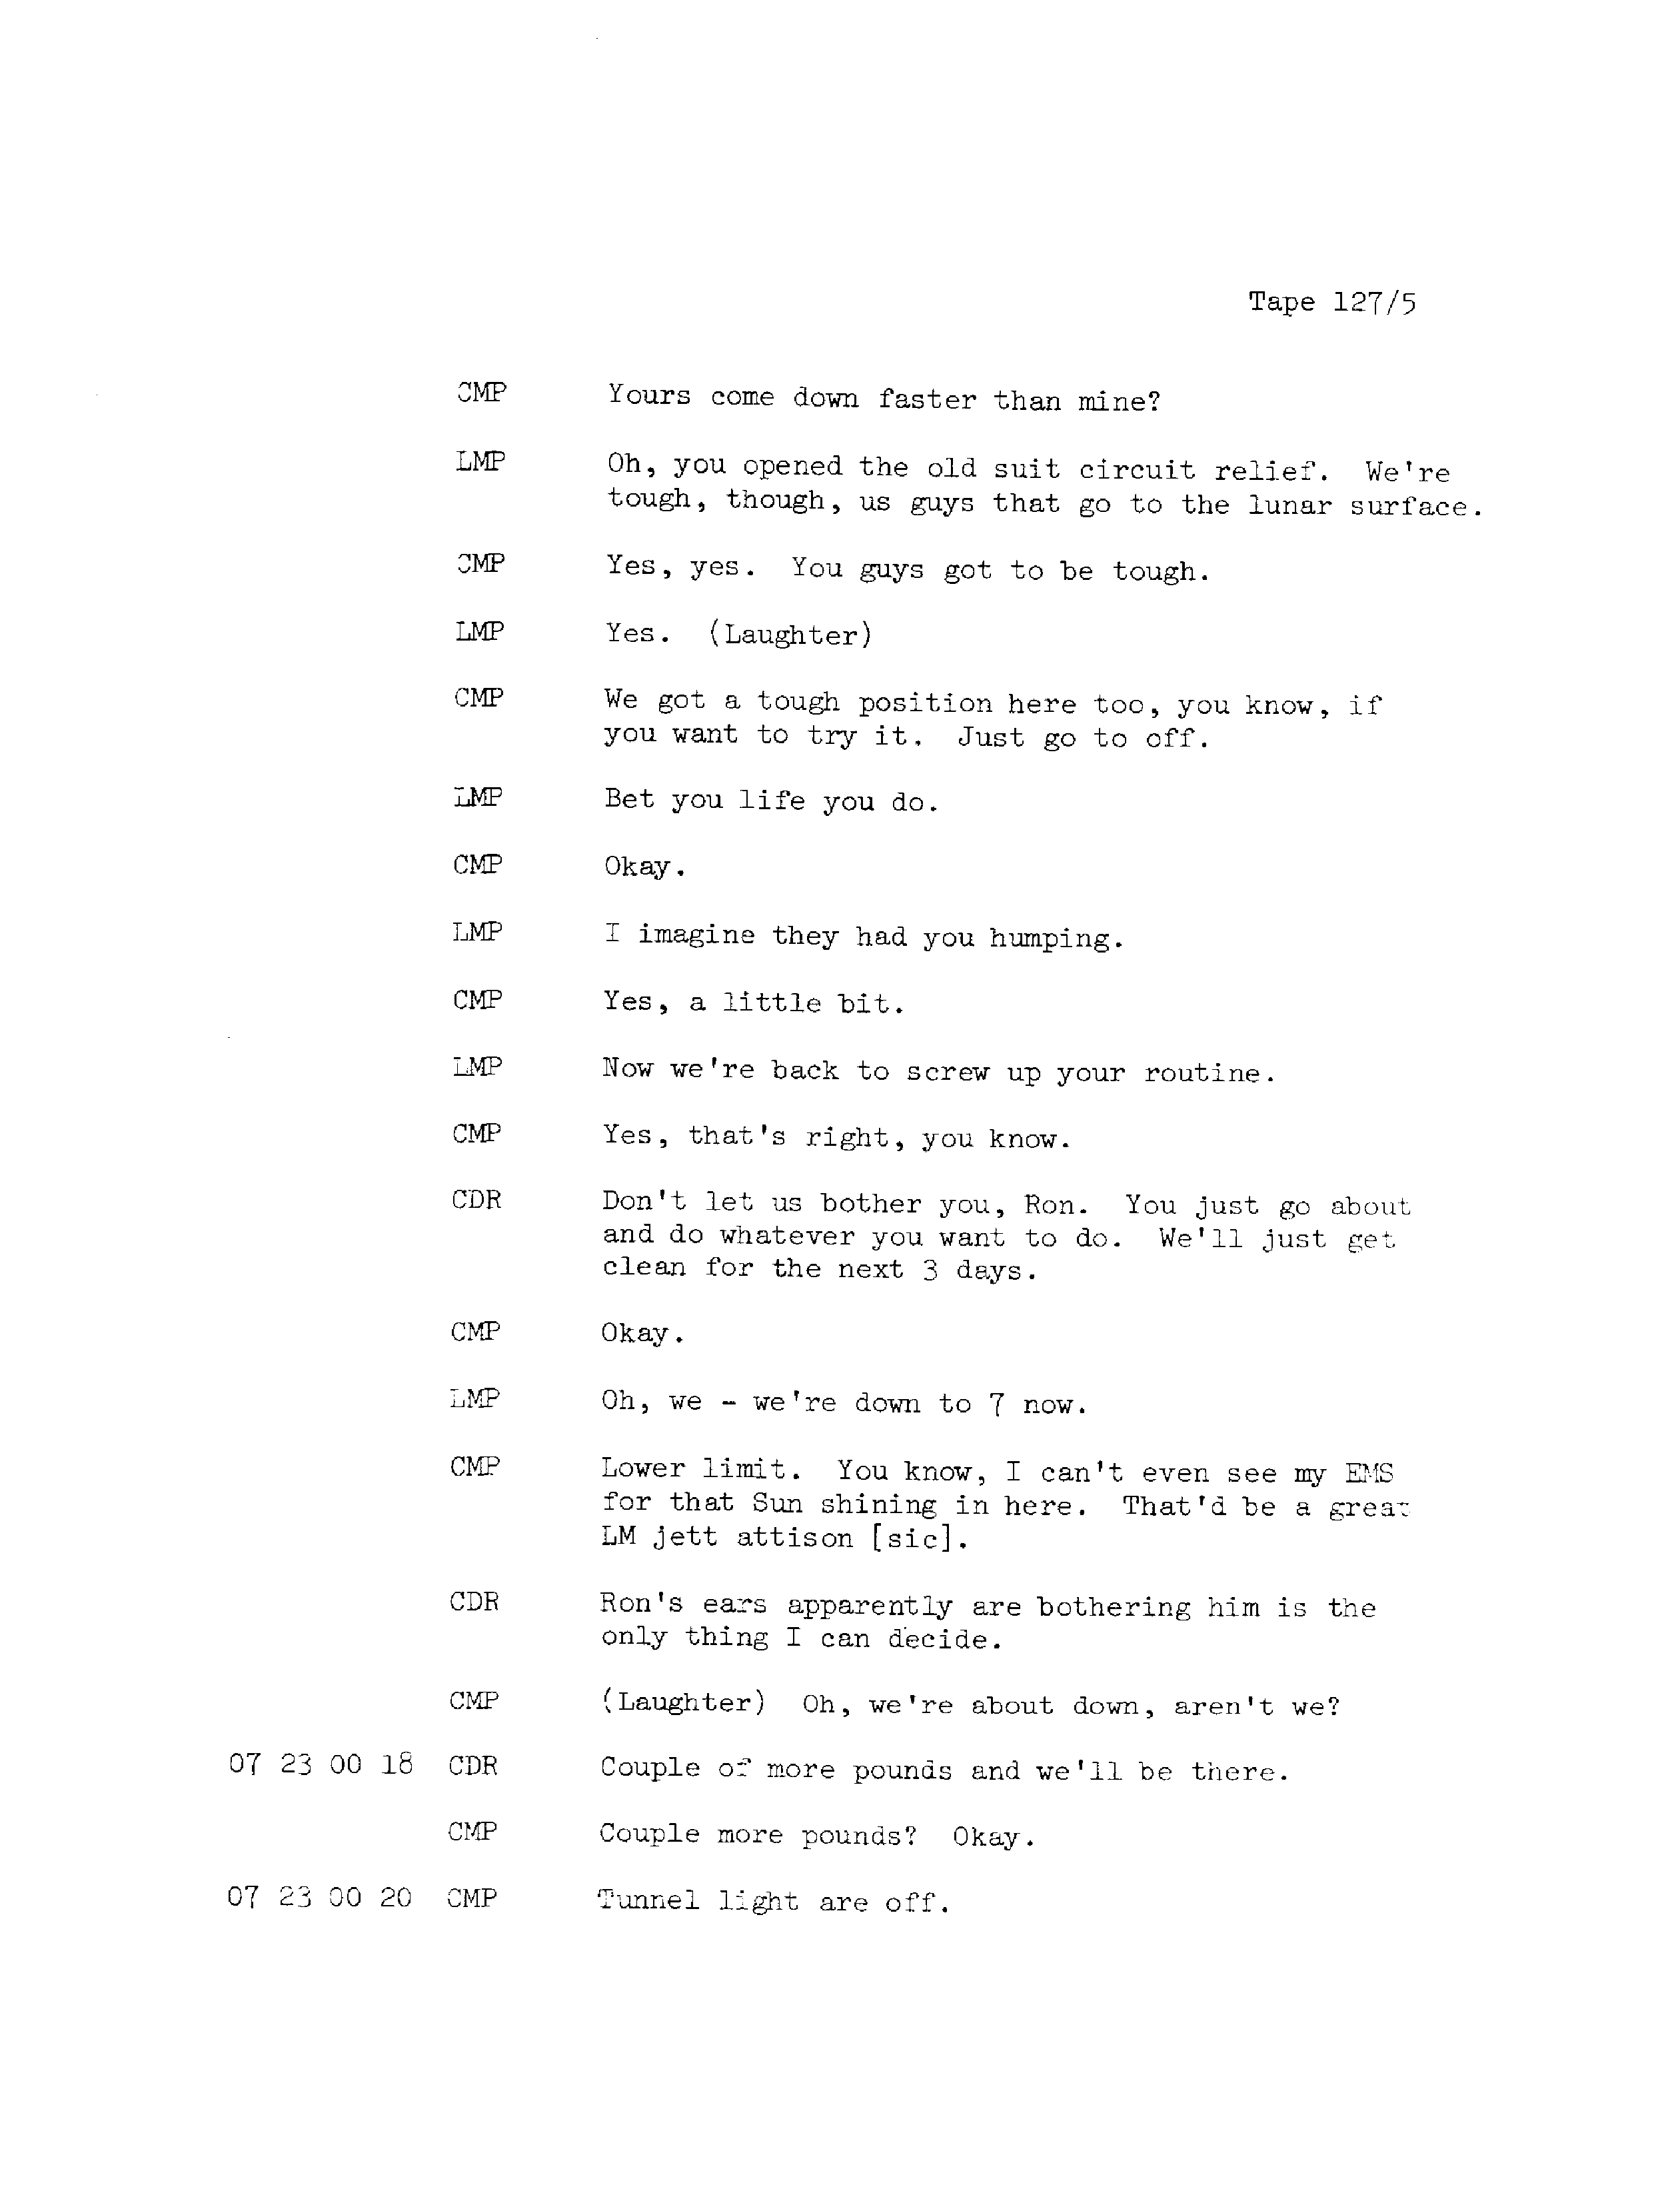 Tape 127/5
CMP Yours come down faster than mine?
LMP Oh, you opened the old suit circuit relief. We're
tough, though, us guys that go to the lunar surface.
CMP Yes, yes. You guys got to be tough.
LMP Yes. (Laughter)
CMP We got a tough position here too, you know, if
you want to try it. Just go to off.
LMP Bet you life you do.
CMP Okay.
LMP I imagine they had you humping.
CMP Yes, a little bit.
LMP Now we're back to screw up your routine.
CMP Yes, that's right, you know.
CDR Don't let us bother you, Ron. You just go about
and do whatever you want to do. We'll just get
clean for the next 3 days.
CMP Okay.
LMP Oh, we - we're down to 7 now.
CMP Lower limit. You know, I can't even see my EMS
for that Sun shining in here. That'd be a great
LM jett attison [sic].
CDR Ron's ears apparently are bothering him is the
only thing I can decide.
CMP (Laughter) Oh, we're about down, aren't we?
07 23 00 18 CDR Couple of more pounds and we'll be there.
CMP Couple more pounds? Okay.
07 23 00 20 CMP Tunnel light are off.